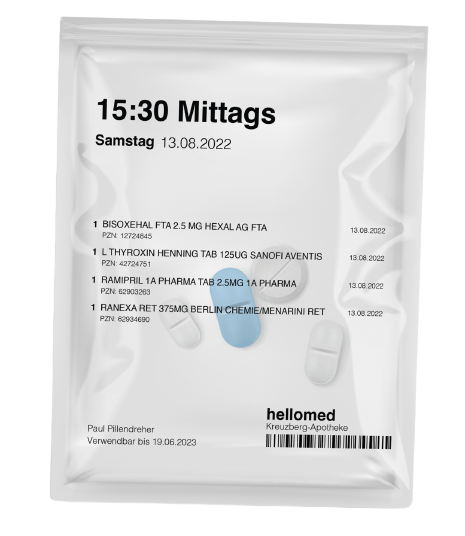 15:30 Mittags
Samstag 13.08.2022
1 BISOXEHAL FTA 2.5 MG HEXAL AG FTA 13.08.2022
PZN: 12724845
1 L THYROXIN HENNING TAB 125UG SANOFI AVENTIS 13.08.2022
PZN: 42724751
1 RAMIPRIL 1A PHARMA TAB 2.5MG 1A PHARMA 13.08.2022
PZN: 62903263
1 RANEXA RET 375MG BERLIN CHEMIE/MENARINI RET 13.08.2022
PZN: 62934690
hellomed
Kreuzberg-Apotheke
Paul Pillendreher
Verwendbar bis 19.06.2023